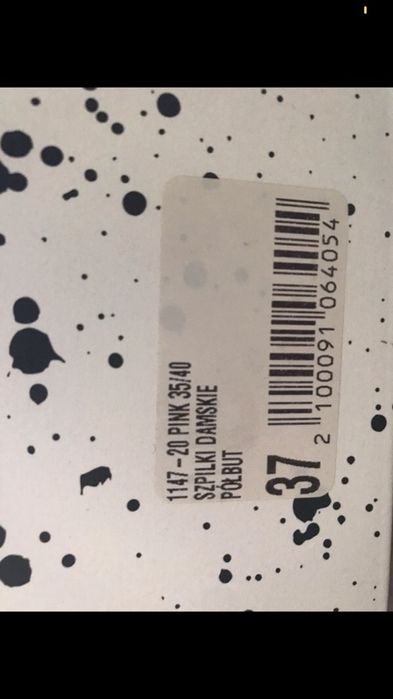 1147-20 PINK 35/40
SZPILKI DAMSKIE
PÓŁBUT
37
2 100091 064054